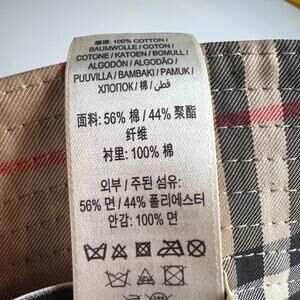 棉 100% COTTON /
BAUMWOLLE / COTON /
COTONE / KATOEN / BOMULL /
ALGODÓN / ALGODÃO /
PUUVILLA / BAMBAKI / PAMUK /
ХЛОПОК / 綿 / قطن
面料: 56% 棉 / 44% 聚酯
纤维
衬里: 100% 棉
외부 / 주된 섬유:
56% 면 / 44% 폴리에스터
안감: 100% 면